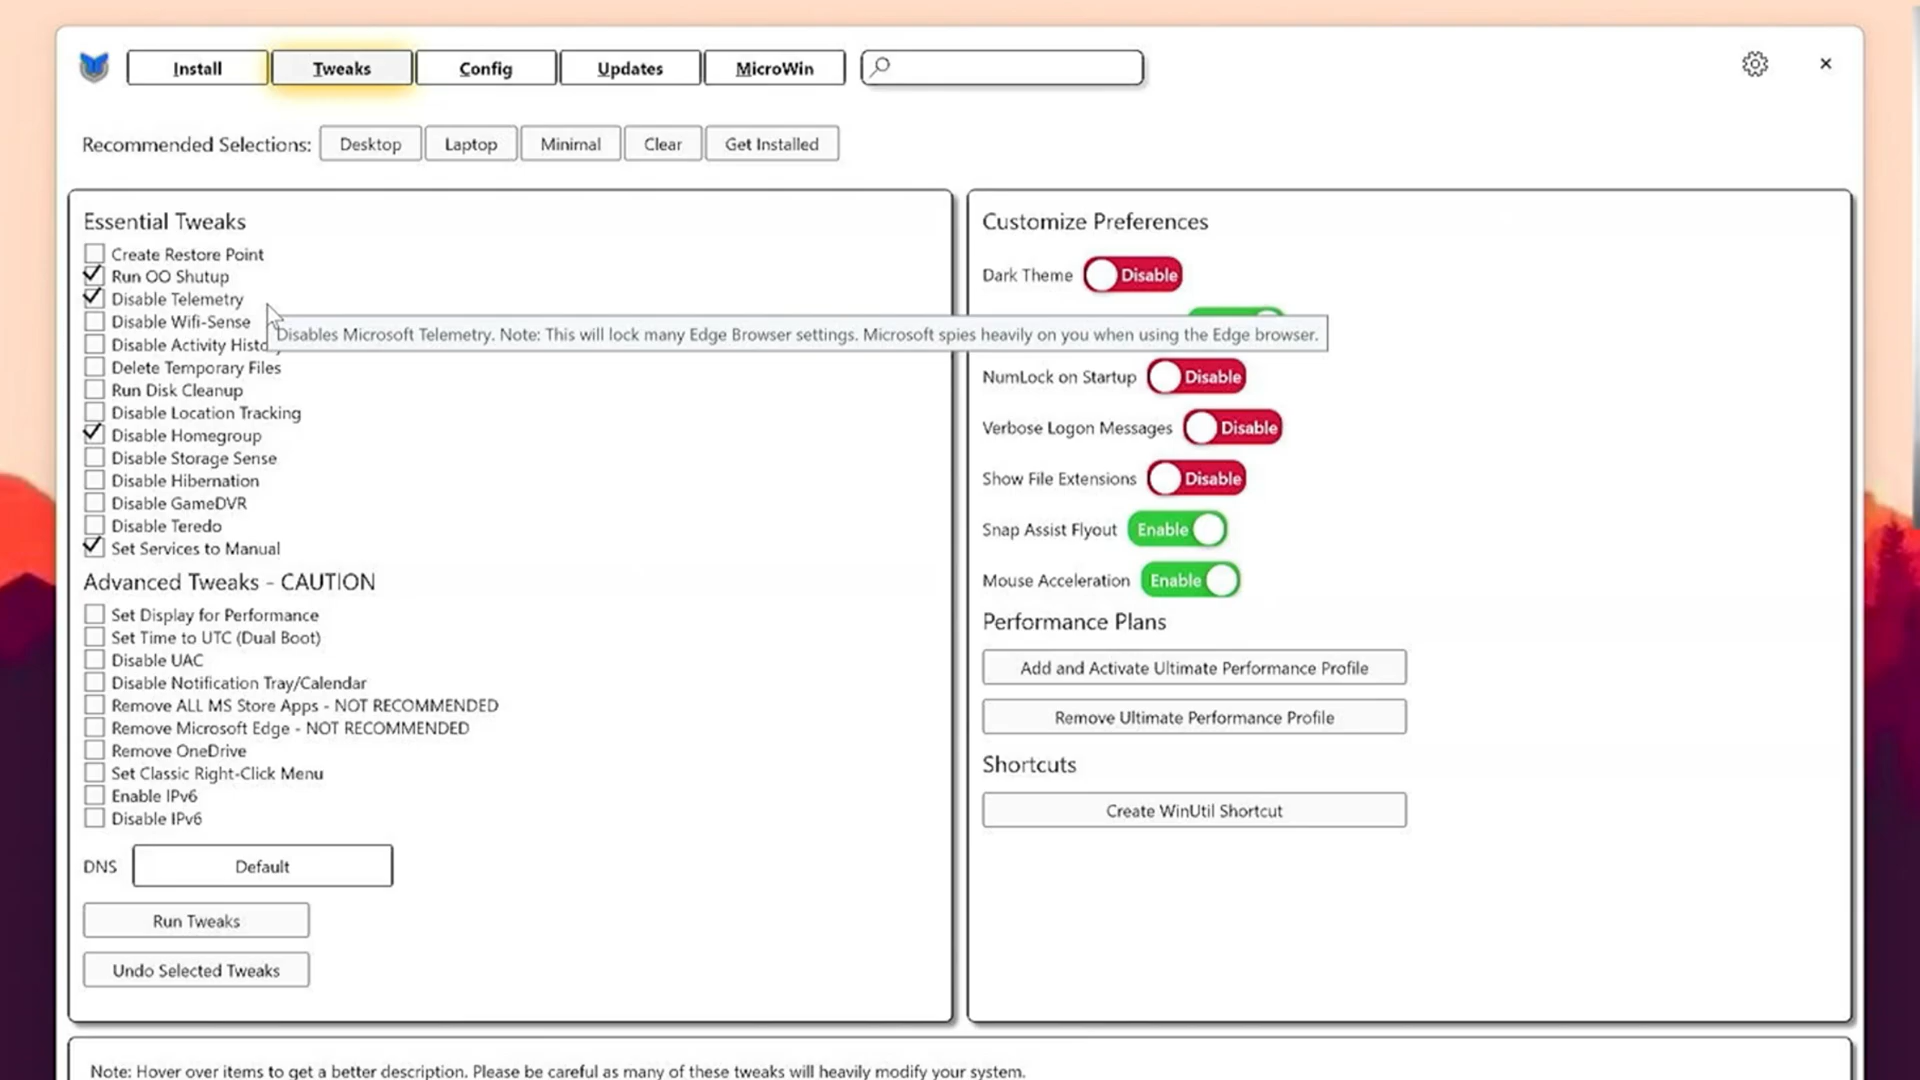 Install
Tweaks
Config
Updates
MicroWin
Recommended Selections:
Desktop
Laptop
Minimal
Clear
Get Installed
Essential Tweaks
Create Restore Point
Run OO Shutup
Disable Telemetry
Disable Wifi-Sense
Disables Microsoft Telemetry. Note: This will lock many Edge Browser settings. Microsoft spies heavily on you when using the Edge browser.
Disable Activity Histo
Delete Temporary Files
Run Disk Cleanup
Disable Location Tracking
Disable Homegroup
Disable Storage Sense
Disable Hibernation
Disable GameDVR
Disable Teredo
Set Services to Manual
Advanced Tweaks - CAUTION
Set Display for Performance
Set Time to UTC (Dual Boot)
Disable UAC
Disable Notification Tray/Calendar
Remove ALL MS Store Apps - NOT RECOMMENDED
Remove Microsoft Edge - NOT RECOMMENDED
Remove OneDrive
Set Classic Right-Click Menu
Enable IPv6
Disable IPv6
DNS
Default
Run Tweaks
Undo Selected Tweaks
Customize Preferences
Dark Theme Disable
NumLock on Startup Disable
Verbose Logon Messages Disable
Show File Extensions Disable
Snap Assist Flyout Enable
Mouse Acceleration Enable
Performance Plans
Add and Activate Ultimate Performance Profile
Remove Ultimate Performance Profile
Shortcuts
Create WinUtil Shortcut
Note: Hover over items to get a better description. Please be careful as many of these tweaks will heavily modify your system.